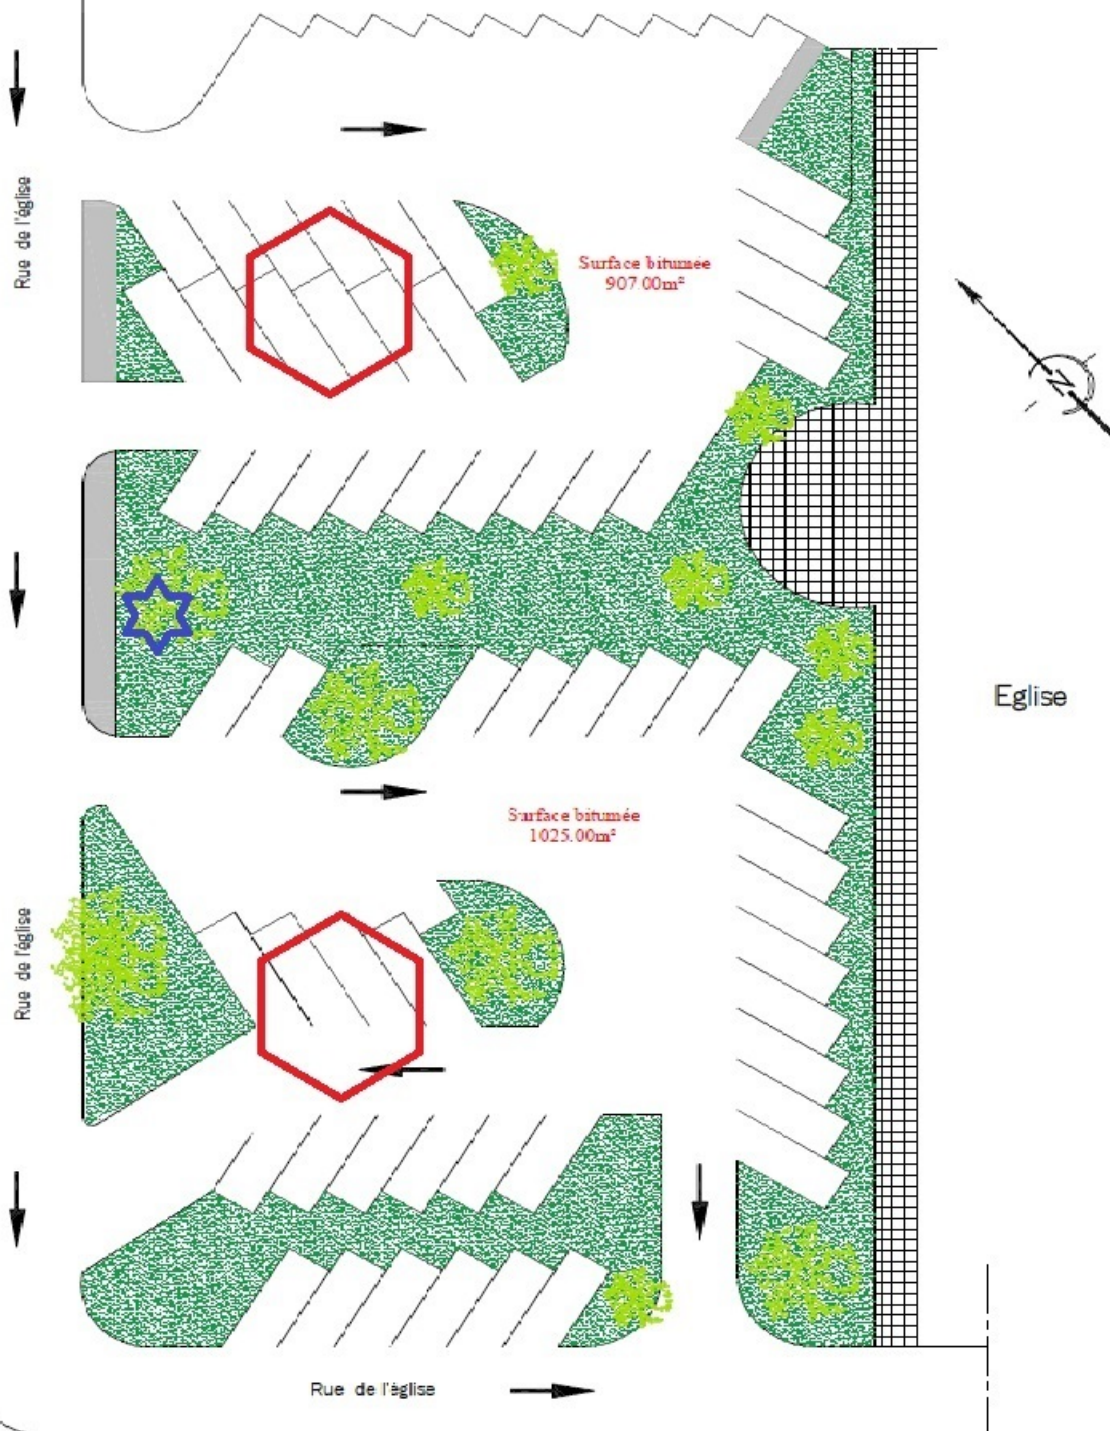 Rue de l'église
Surface bitumée
907.00m²
N
Eglise
Surface bitumée
1025.00m²
Rue de l'église
Rue de l'église